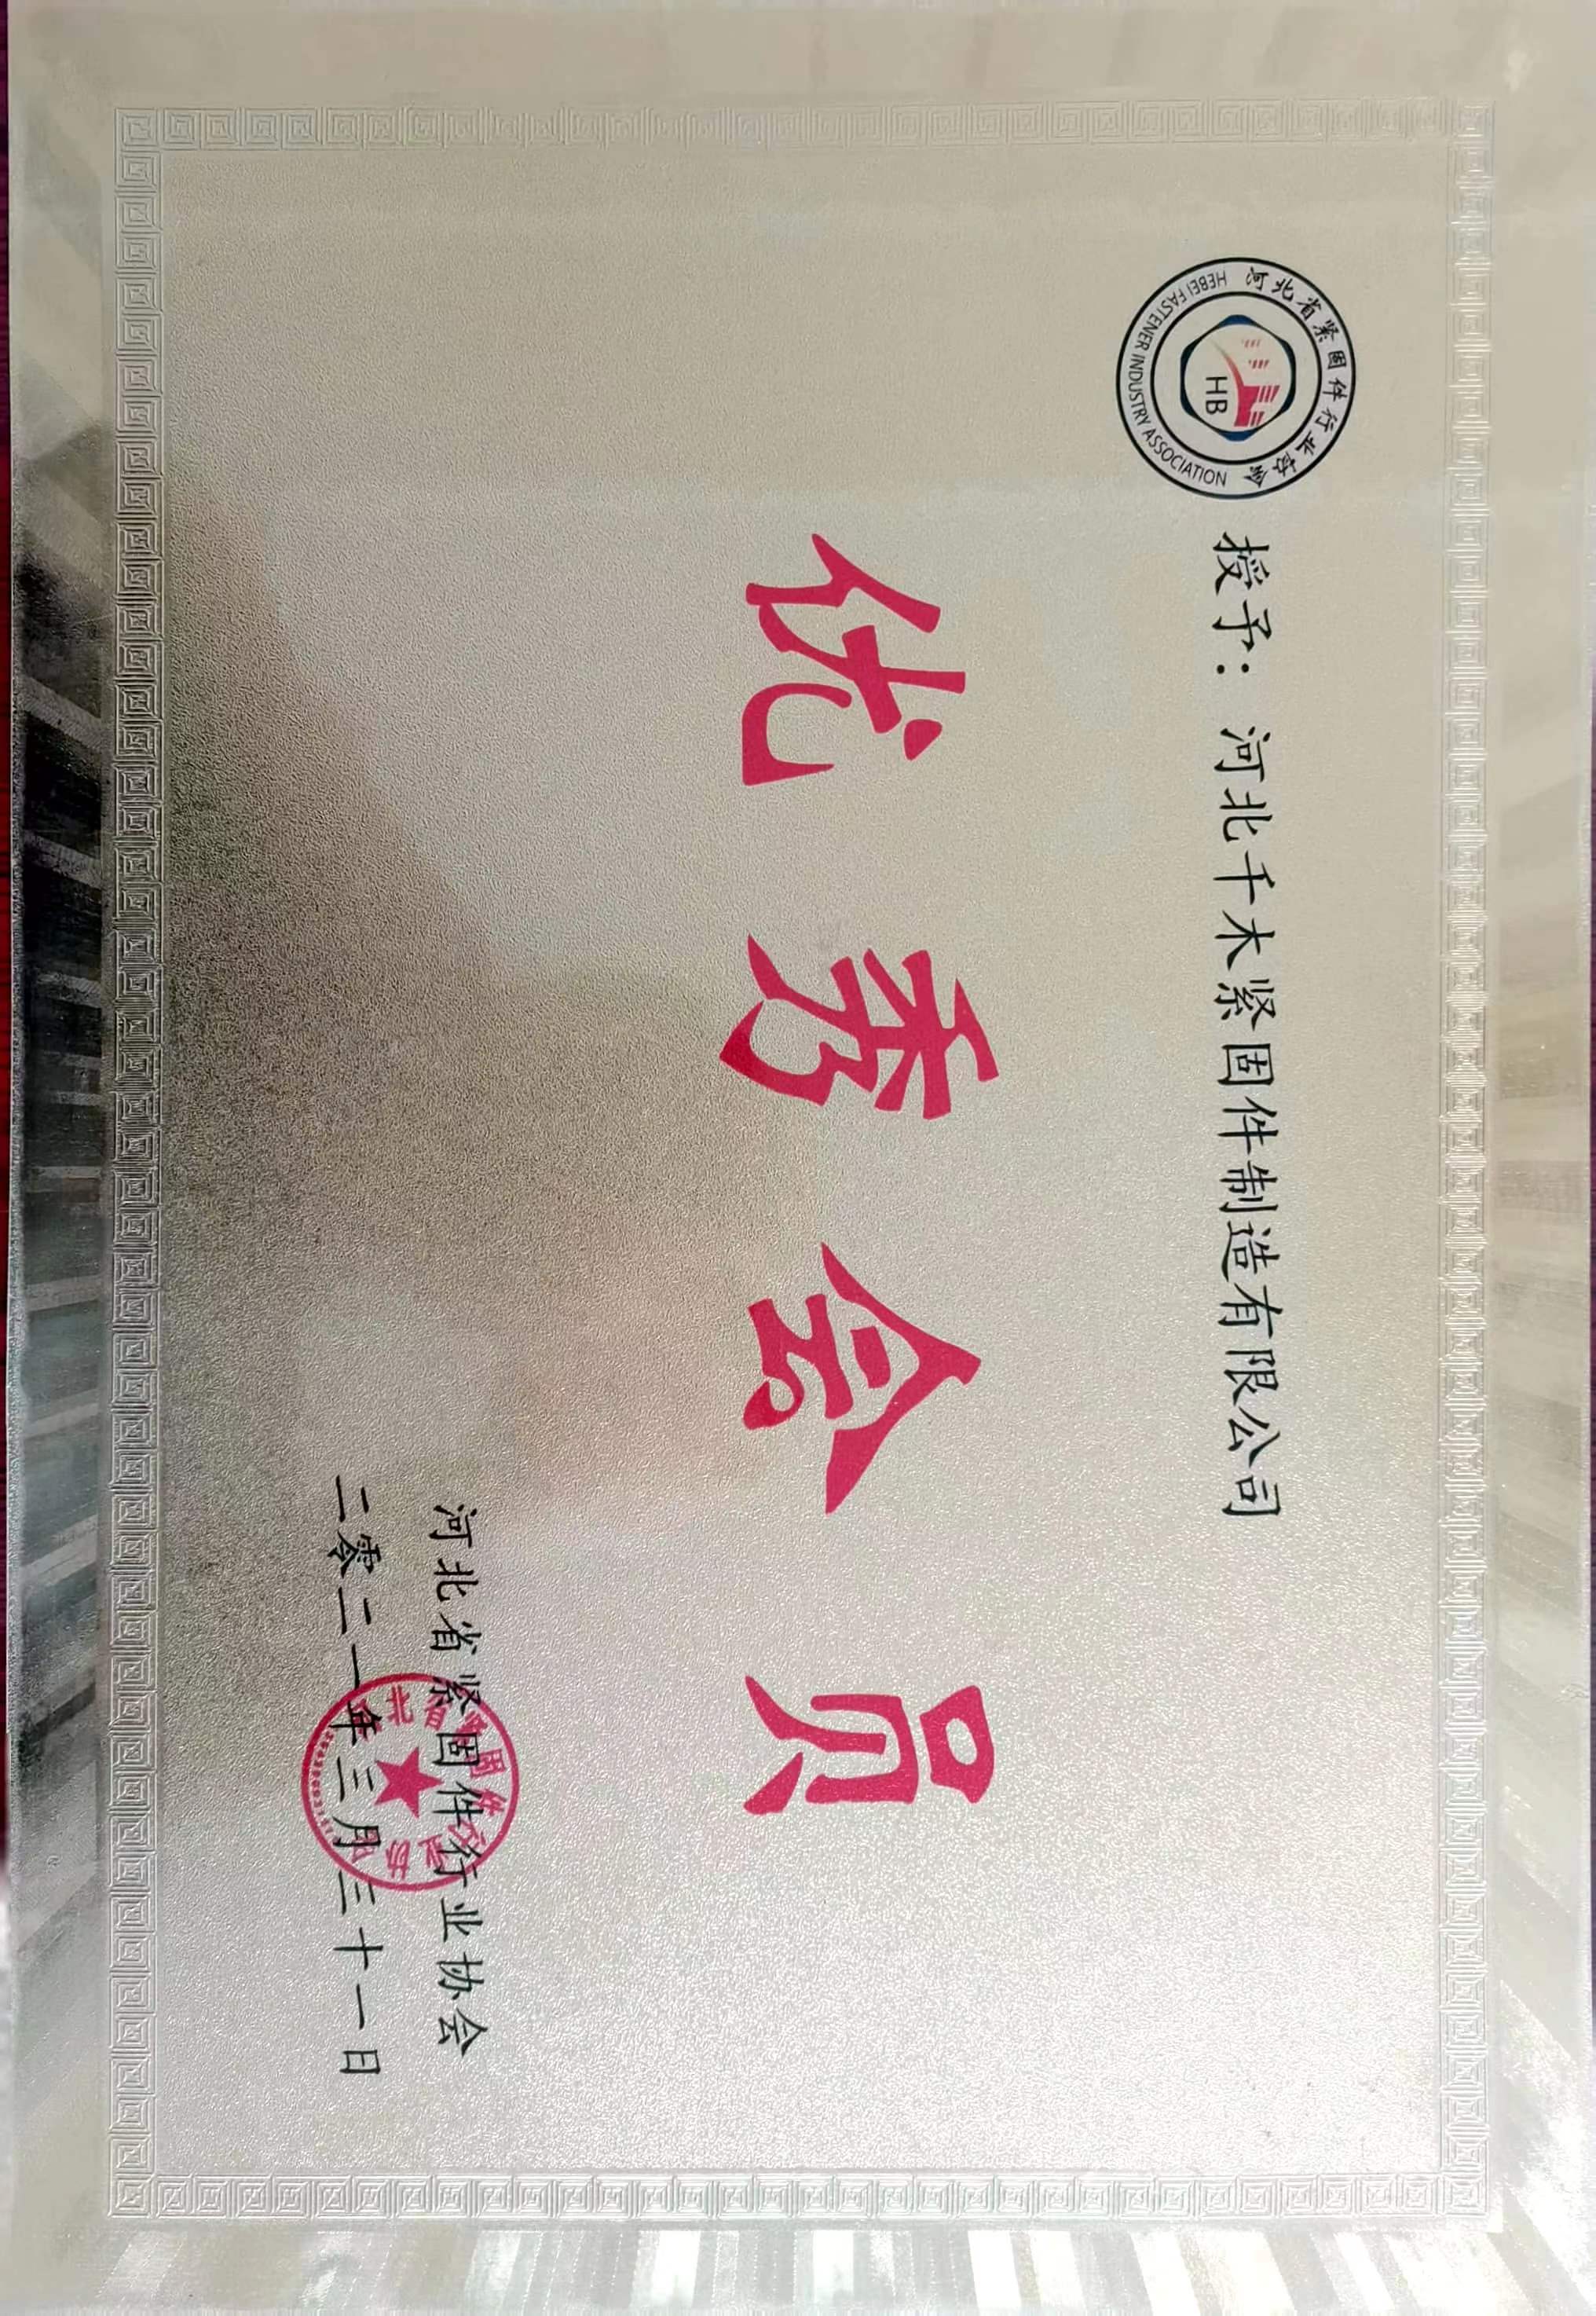 河北省紧固件行业协会
HEBEI FASTENER INDUSTRY ASSOCIATION
HB
授予：河北千木紧固件制造有限公司
优秀会员
河北省紧固件行业协会
二零二一年三月三十一日